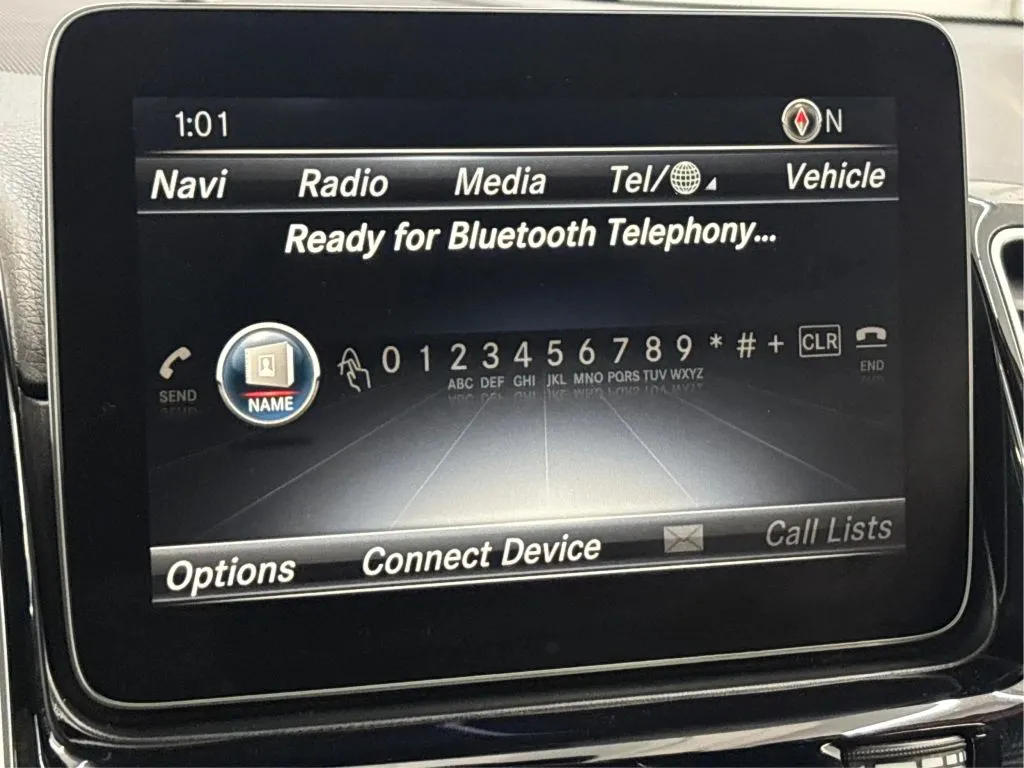 1:01 N
Navi Radio Media Tel/ Vehicle
Ready for Bluetooth Telephony...
SEND NAME 0 1 2 3 4 5 6 7 8 9 * # + CLR END
ABC DEF GHI JKL MNO PQRS TUV WXYZ
Options Connect Device Call Lists